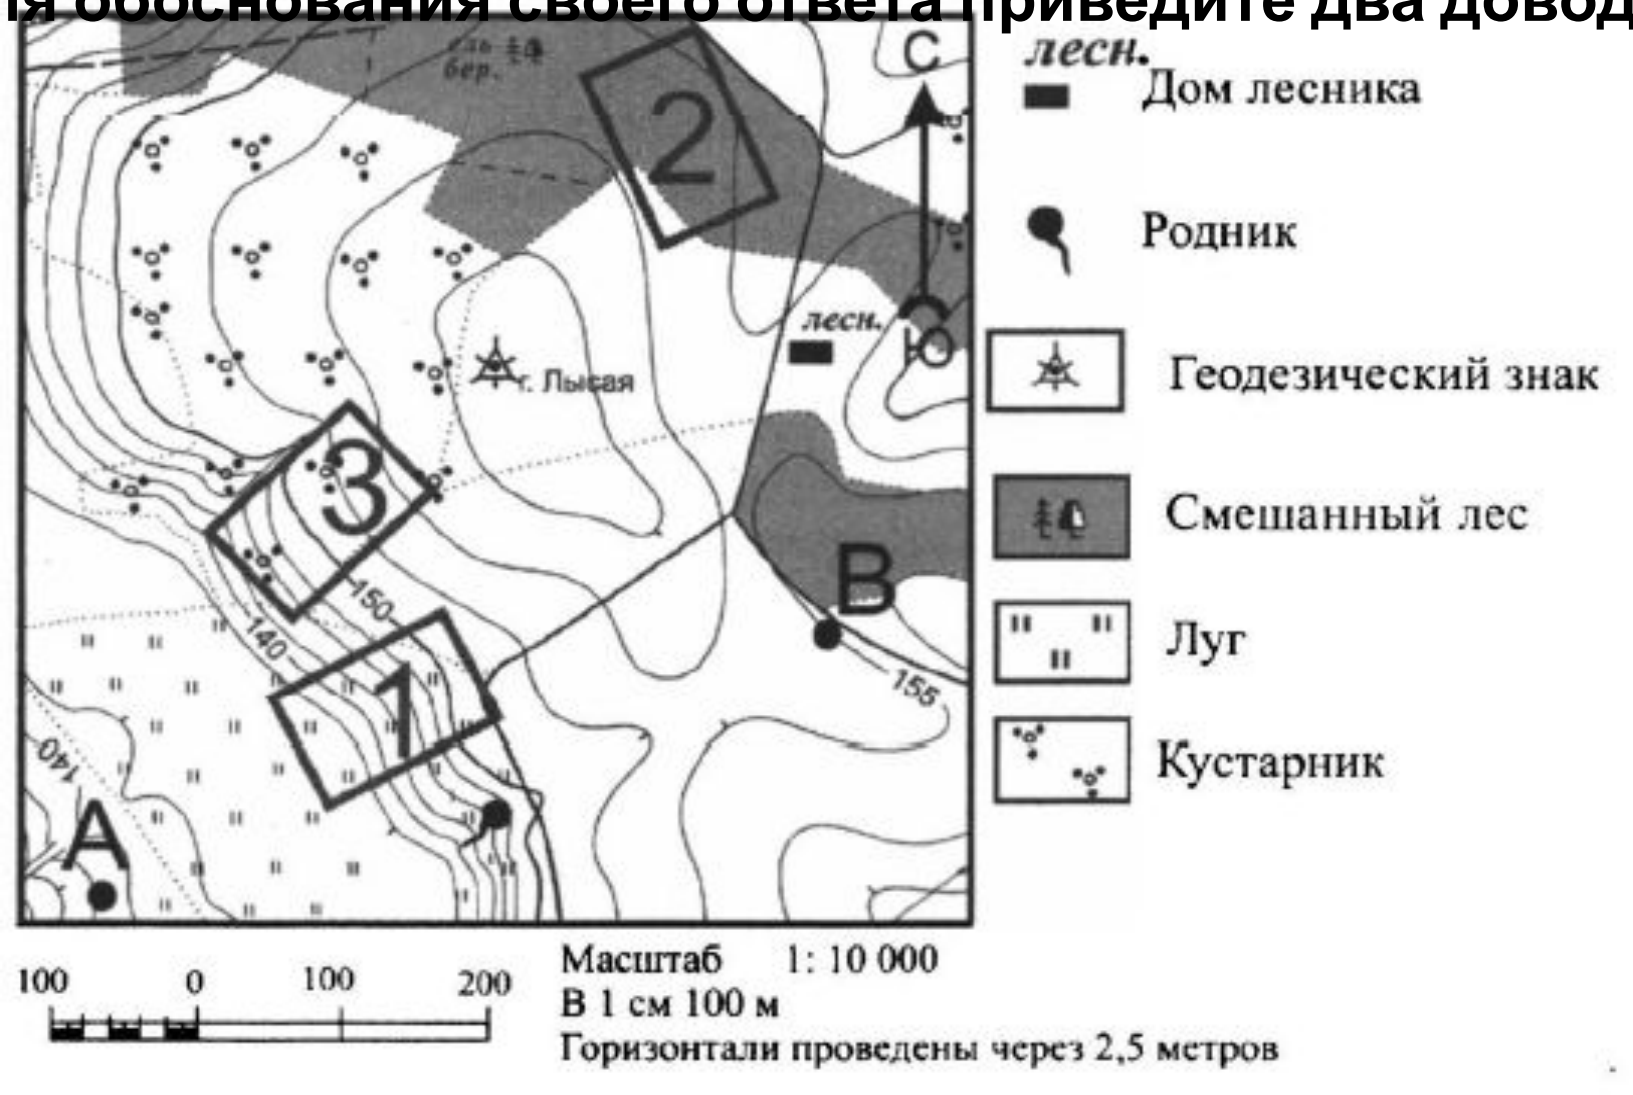 обоснования своего ответа приведите два довод
ель
бер.
2
С
лесн.
Дом лесника
Родник
лесн.
Ю
г. Лысая
Геодезический знак
3
Смешанный лес
150
В
140
Луг
1
155
140
Кустарник
А
100 0 100 200
Масштаб 1: 10 000
В 1 см 100 м
Горизонтали проведены через 2,5 метров